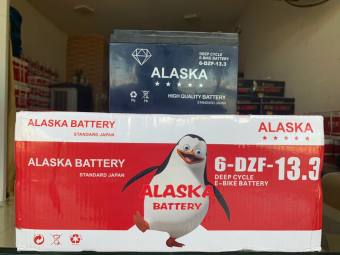 ALASKA
DEEP CYCLE
E-BIKE BATTERY
6-DZF-13.3
HIGH QUALITY BATTERY
STANDARD JAPAN
ALASKA BATTERY
STANDARD JAPAN
ALASKA
ALASKA BATTERY
STANDARD JAPAN
6-DZF-13.3
DEEP CYCLE
E-BIKE BATTERY
ALASKA
BATTERY